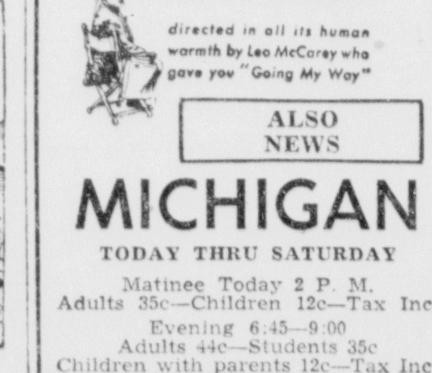 directed in all its human
warmth by Leo McCarey who
gave you "Going My Way"
ALSO
NEWS
MICHIGAN
TODAY THRU SATURDAY
Matinee Today 2 P. M.
Adults 35c—Children 12c—Tax Inc
Evening 6:45—9:00
Adults 44c—Students 35c
Children with parents 12c—Tax Inc